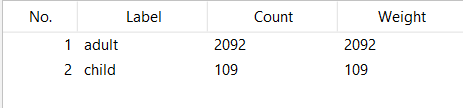 No. Label Count Weight
1 adult 2092 2092
2 child 109 109